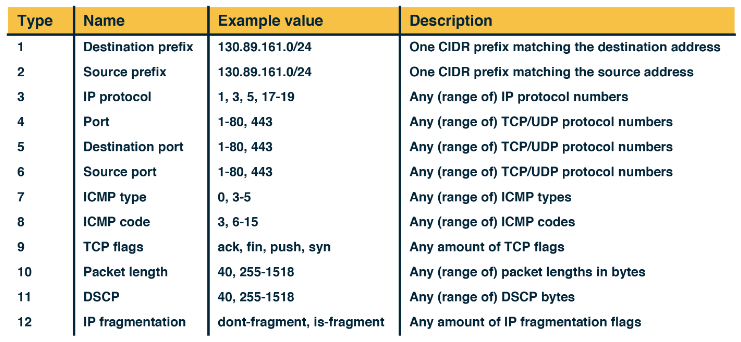 Type Name Example value Description
1 Destination prefix 130.89.161.0/24 One CIDR prefix matching the destination address
2 Source prefix 130.89.161.0/24 One CIDR prefix matching the source address
3 IP protocol 1, 3, 5, 17-19 Any (range of) IP protocol numbers
4 Port 1-80, 443 Any (range of) TCP/UDP protocol numbers
5 Destination port 1-80, 443 Any (range of) TCP/UDP protocol numbers
6 Source port 1-80, 443 Any (range of) TCP/UDP protocol numbers
7 ICMP type 0, 3-5 Any (range of) ICMP types
8 ICMP code 3, 6-15 Any (range of) ICMP codes
9 TCP flags ack, fin, push, syn Any amount of TCP flags
10 Packet length 40, 255-1518 Any (range of) packet lengths in bytes
11 DSCP 40, 255-1518 Any (range of) DSCP bytes
12 IP fragmentation dont-fragment, is-fragment Any amount of IP fragmentation flags